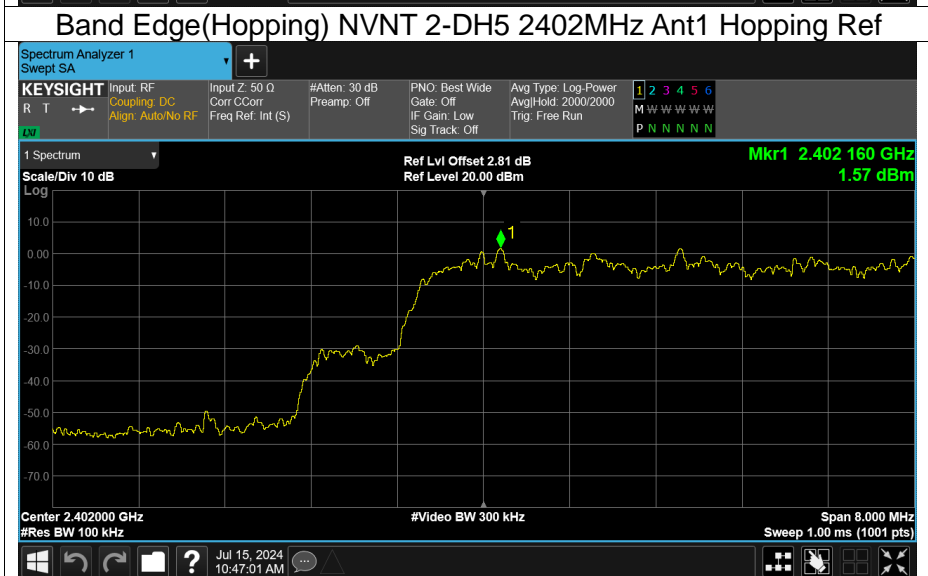 Band Edge(Hopping) NVNT 2-DH5 2402MHz Ant1 Hopping Ref
Spectrum Analyzer 1
Swept SA
KEYSIGHT
R T
LXI
Input: RF
Coupling: DC
Align: Auto/No RF
Input Z: 50 Ω
Corr CCorr
Freq Ref: Int (S)
#Atten: 30 dB
Preamp: Off
PNO: Best Wide
Gate: Off
IF Gain: Low
Sig Track: Off
Avg Type: Log-Power
Avg|Hold: 2000/2000
Trig: Free Run
1 2 3 4 5 6
M W W W W W
P N N N N N
1 Spectrum
Scale/Div 10 dB
Log
Ref Lvl Offset 2.81 dB
Ref Level 20.00 dBm
Mkr1 2.402 160 GHz
1.57 dBm
10.0
1
0.00
-10.0
-20.0
-30.0
-40.0
-50.0
-60.0
-70.0
Center 2.402000 GHz
#Video BW 300 kHz
Span 8.000 MHz
#Res BW 100 kHz
Sweep 1.00 ms (1001 pts)
Jul 15, 2024
10:47:01 AM